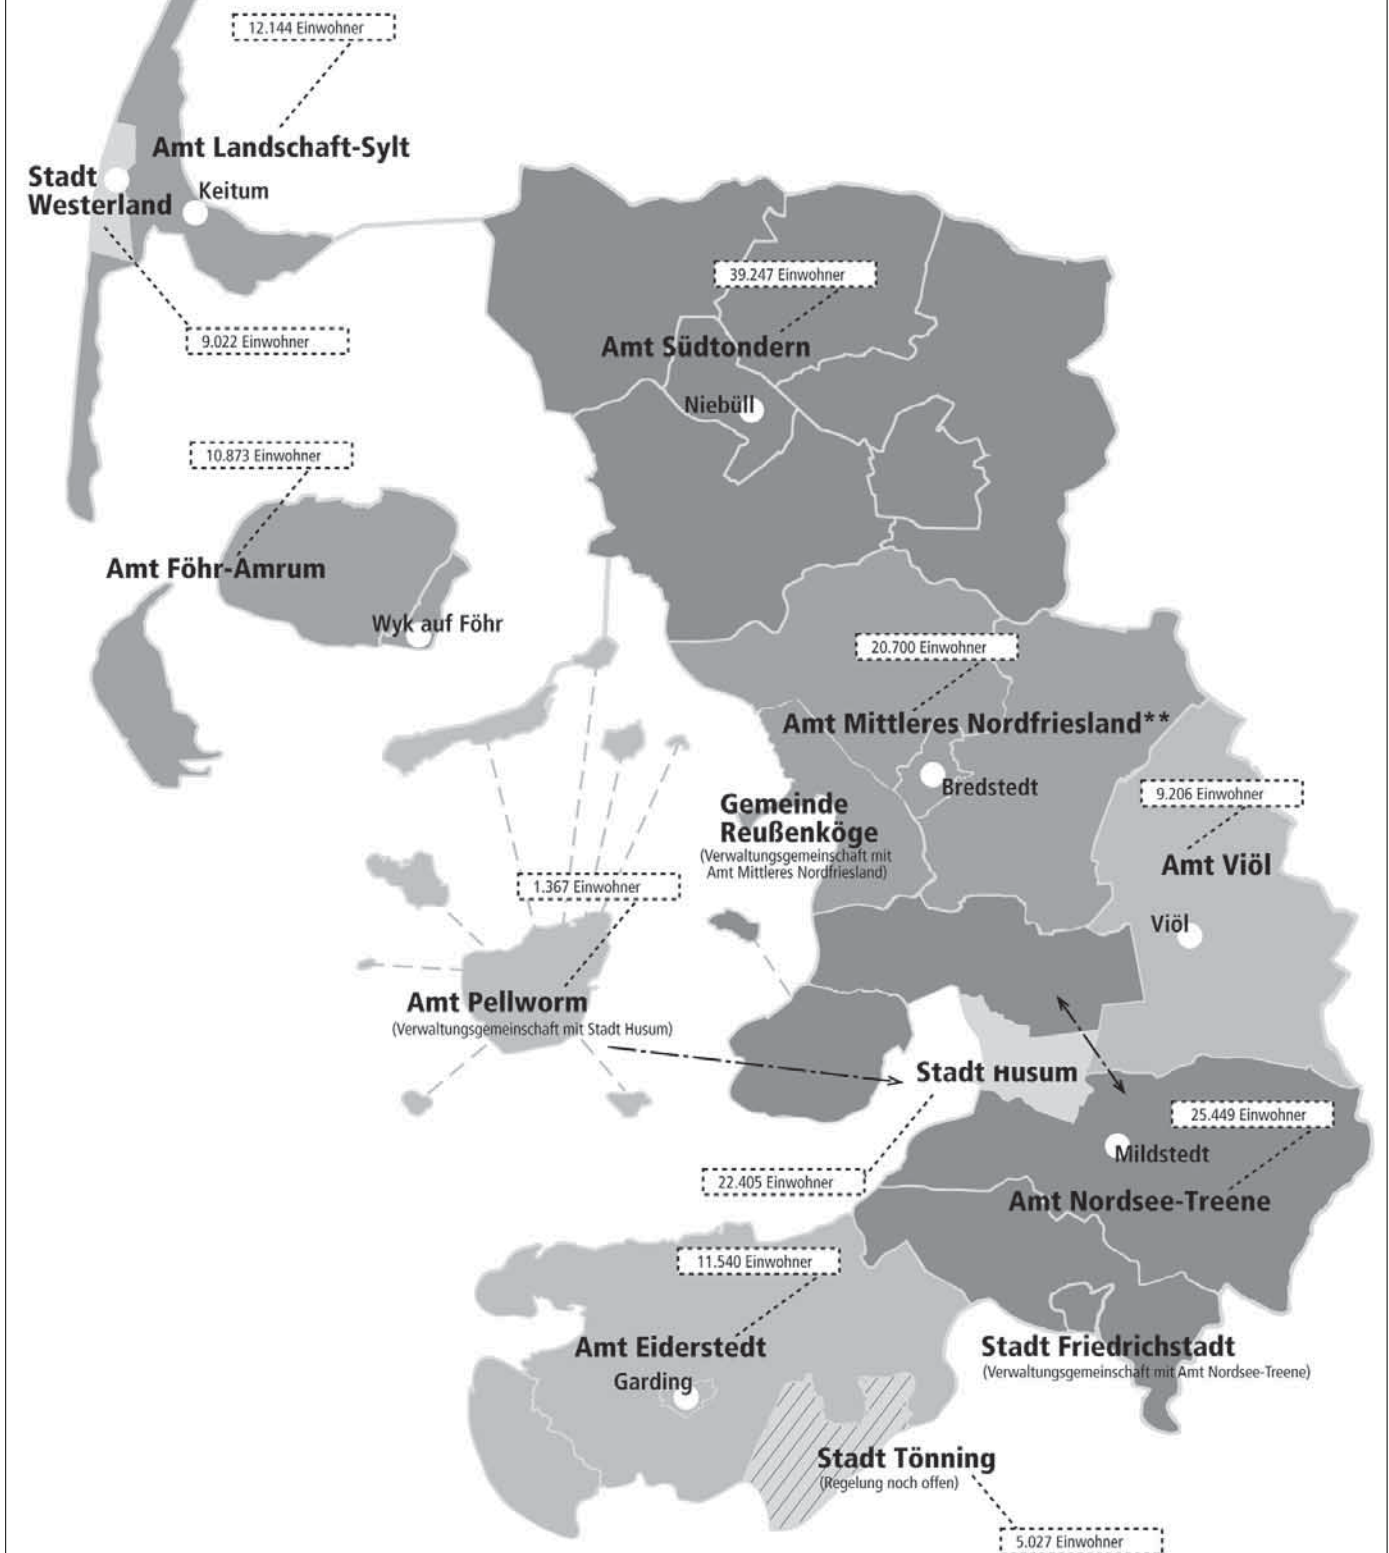 12.144 Einwohner
Amt Landschaft-Sylt
Stadt
Westerland
Keitum
39.247 Einwohner
9.022 Einwohner
Amt Südtondern
Niebüll
10.873 Einwohner
Amt Föhr-Amrum
Wyk auf Föhr
20.700 Einwohner
Amt Mittleres Nordfriesland**
Bredstedt
9.206 Einwohner
Gemeinde
Reußenköge
(Verwaltungsgemeinschaft mit
Amt Mittleres Nordfriesland)
Amt Viöl
1.367 Einwohner
Viöl
Amt Pellworm
(Verwaltungsgemeinschaft mit Stadt Husum)
Stadt Husum
25.449 Einwohner
Mildstedt
22.405 Einwohner
Amt Nordsee-Treene
11.540 Einwohner
Amt Eiderstedt
Garding
Stadt Friedrichstadt
(Verwaltungsgemeinschaft mit Amt Nordsee-Treene)
Stadt Tönning
(Regelung noch offen)
5.027 Einwohner